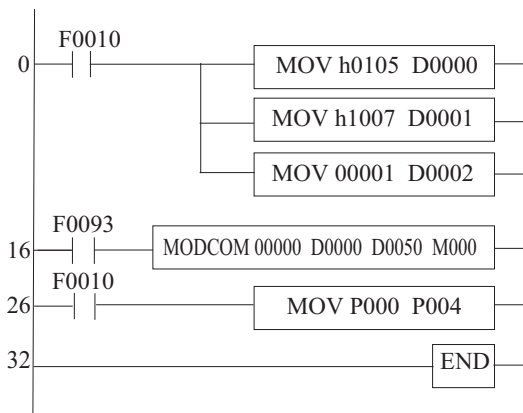 F0010
0 MOV h0105 D0000
MOV h1007 D0001
MOV 00001 D0002
F0093
16 MODCOM 00000 D0000 D0050 M000
F0010
26 MOV P000 P004
32 END